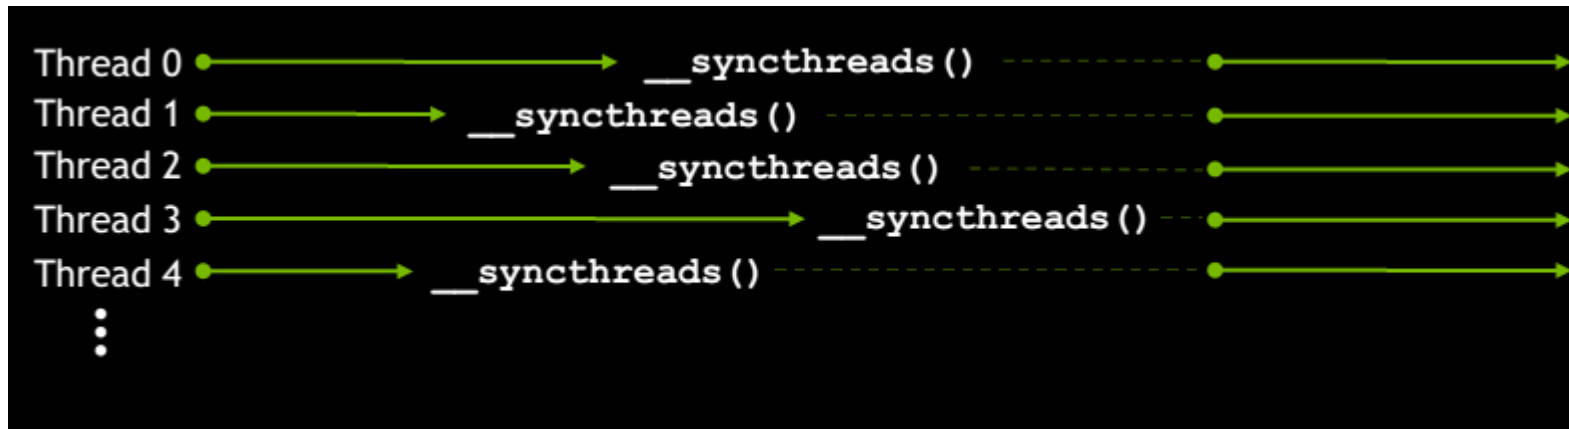 Thread 0 __syncthreads()
Thread 1 __syncthreads()
Thread 2 __syncthreads()
Thread 3 __syncthreads()
Thread 4 __syncthreads()